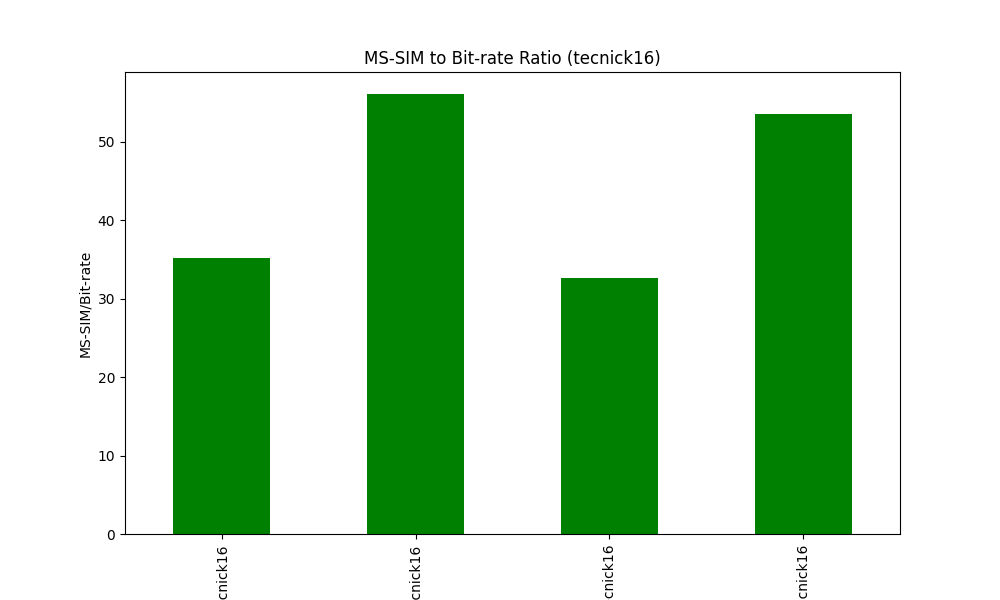 MS-SIM to Bit-rate Ratio (tecnick16)
MS-SIM/Bit-rate
50
40
30
20
10
0
cnick16
cnick16
cnick16
cnick16